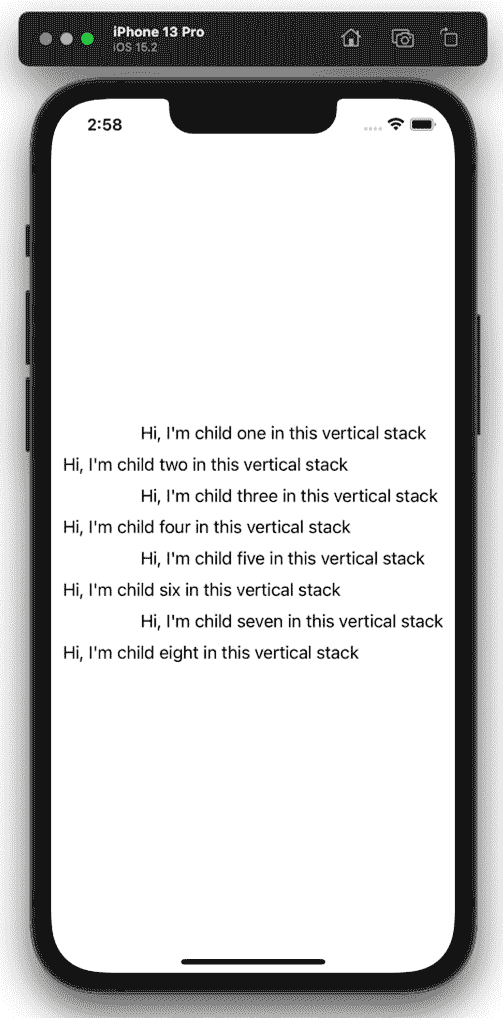 iPhone 13 Pro
iOS 15.2
2:58
Hi, I'm child one in this vertical stack
Hi, I'm child two in this vertical stack
Hi, I'm child three in this vertical stack
Hi, I'm child four in this vertical stack
Hi, I'm child five in this vertical stack
Hi, I'm child six in this vertical stack
Hi, I'm child seven in this vertical stack
Hi, I'm child eight in this vertical stack